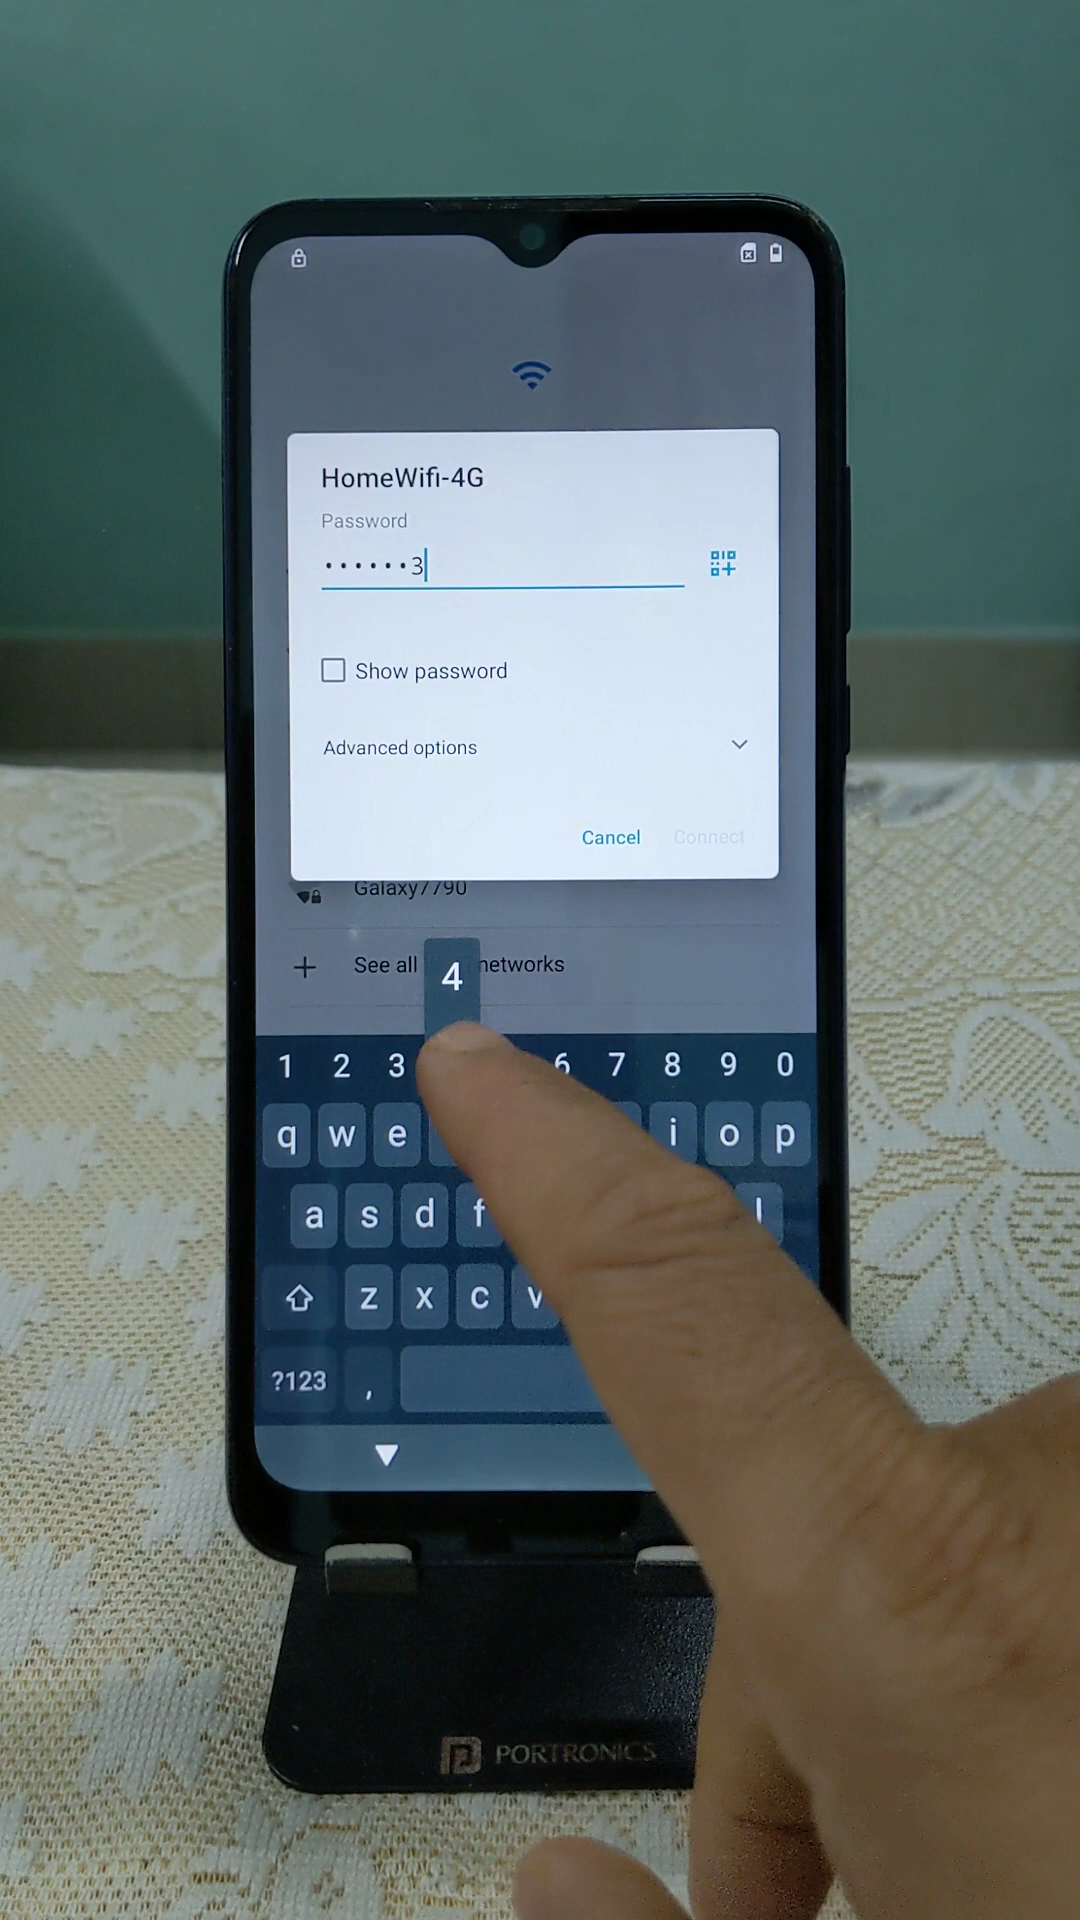 HomeWifi-4G
Password
••••••3
Show password
Advanced options
Cancel Connect
Galaxy7790
See all networks
4
1 2 3 6 7 8 9 0
q w e i o p
a s d f l
z x c v
?123 ,
PORTRONICS